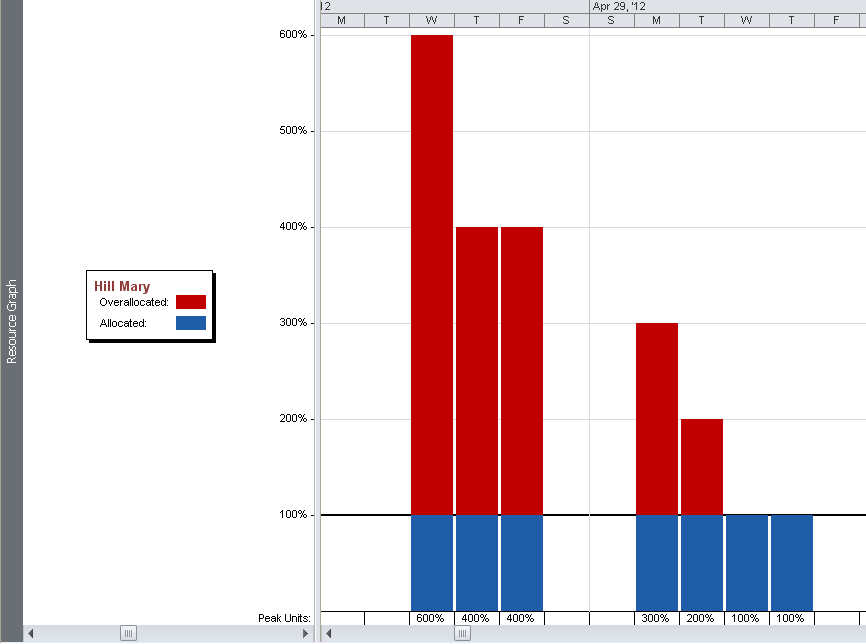 12
Apr 29, '12
M T W T F S S M T W T F
600%
500%
400%
300%
200%
100%
Resource Graph
Hill Mary
Overallocated:
Allocated:
Peak Units: 600% 400% 400% 300% 200% 100% 100%